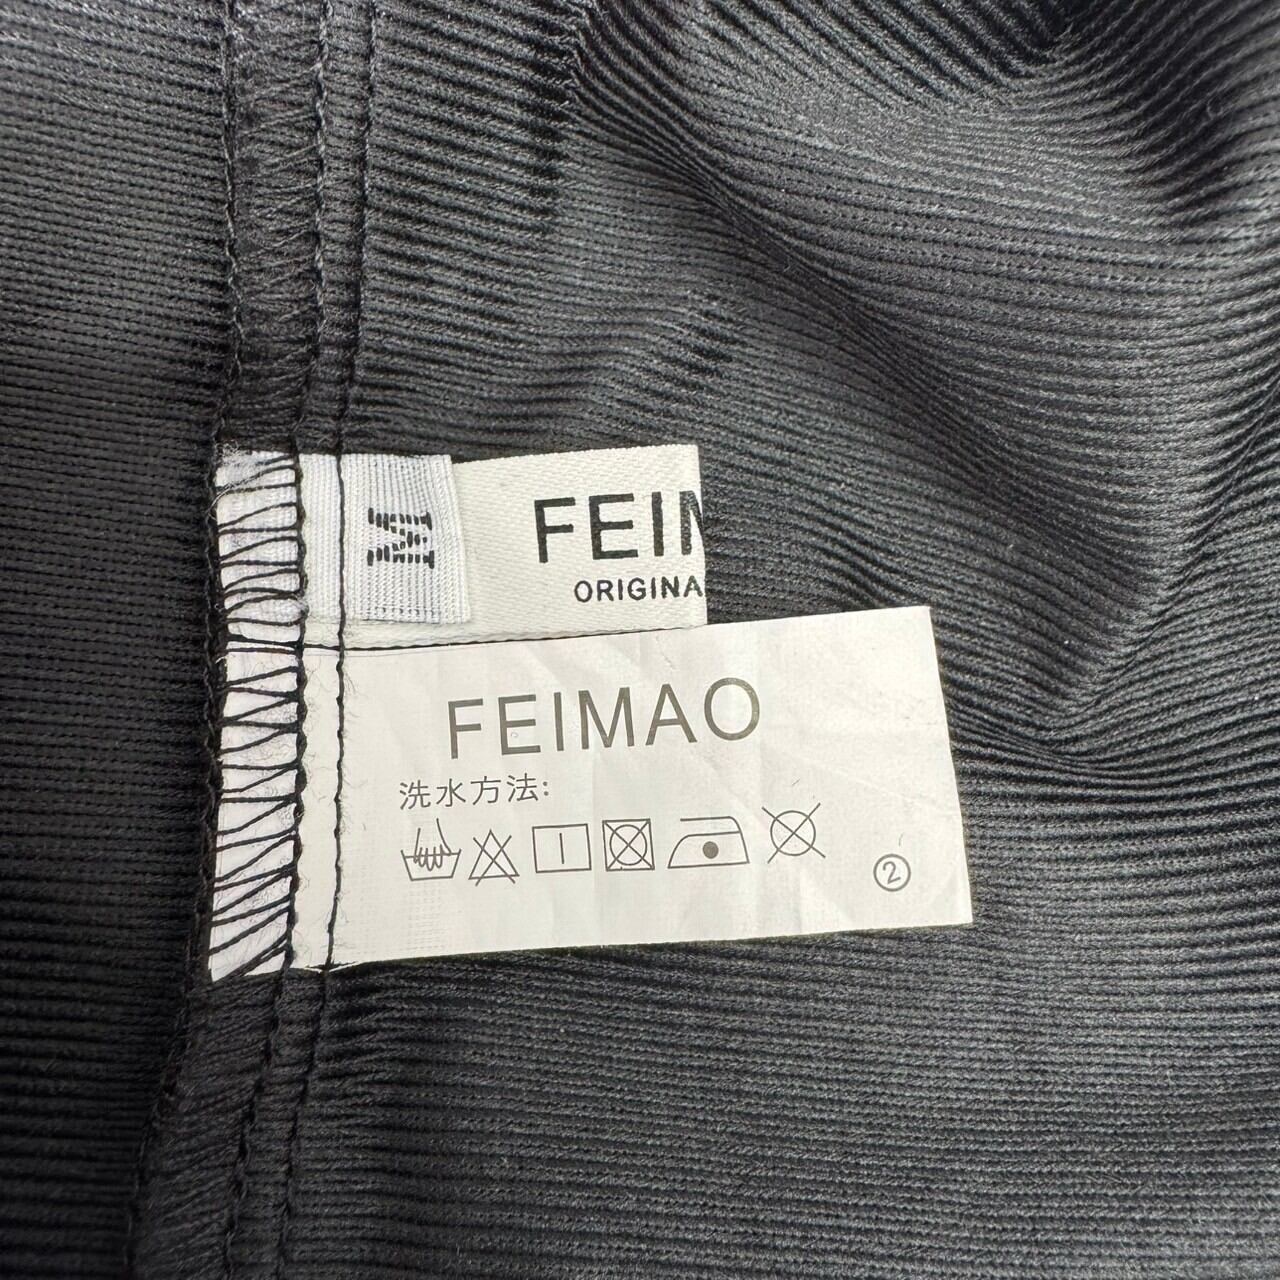 M
FEIM
ORIGINA
FEIMAO
洗水方法:
②